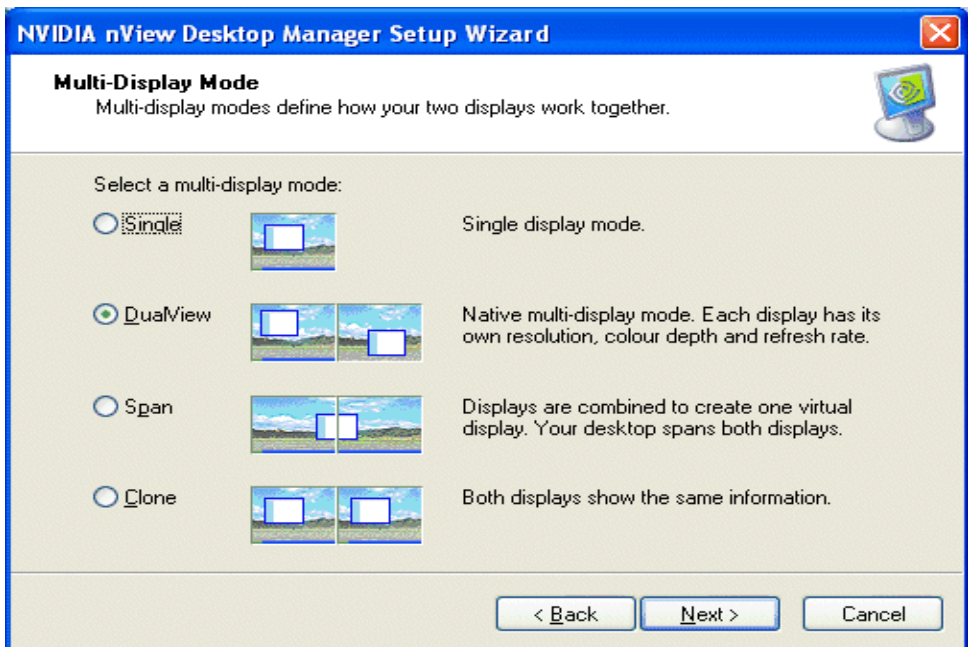 NVIDIA nView Desktop Manager Setup Wizard
Multi-Display Mode
Multi-display modes define how your two displays work together.
Select a multi-display mode:
Single
Single display mode.
DualView
Native multi-display mode. Each display has its
own resolution, colour depth and refresh rate.
Span
Displays are combined to create one virtual
display. Your desktop spans both displays.
Clone
Both displays show the same information.
< Back
Next >
Cancel